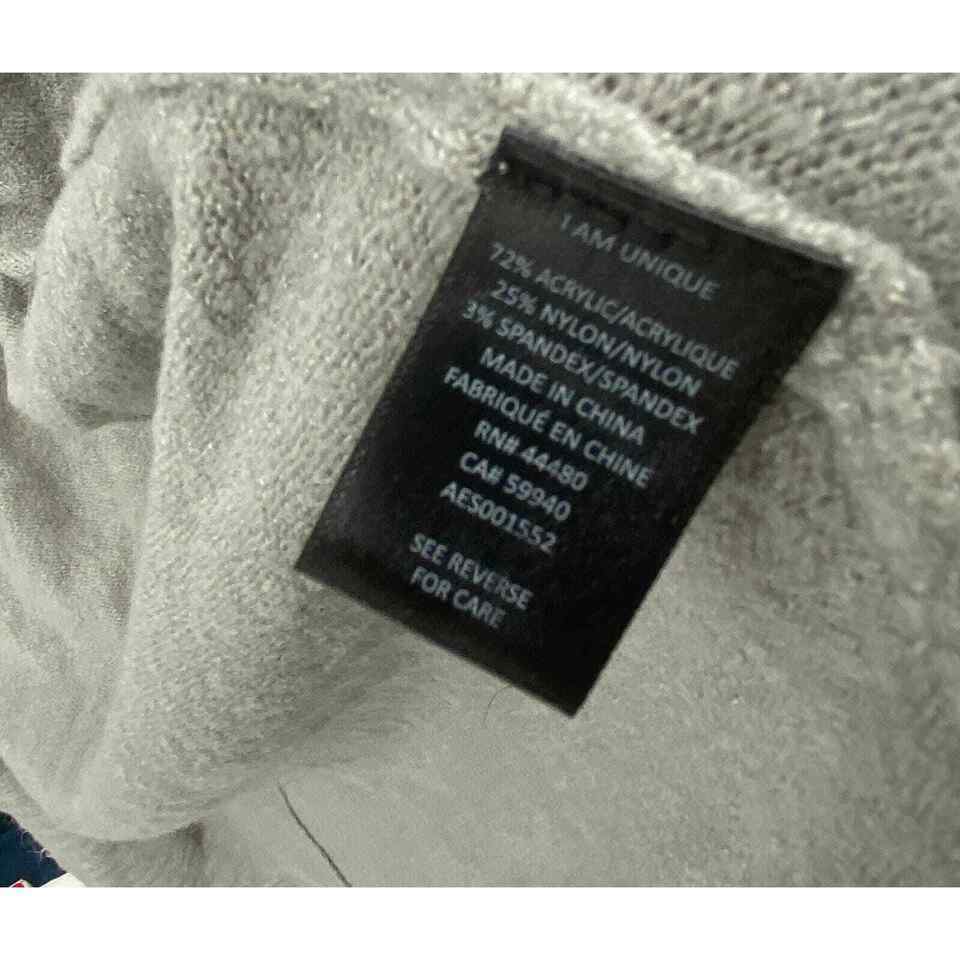 I AM UNIQUE
72% ACRYLIC/ACRYLIQUE
25% NYLON/NYLON
3% SPANDEX/SPANDEX
MADE IN CHINA
FABRIQUÉ EN CHINE
RN# 44480
CA# 59940
AES001552
SEE REVERSE
FOR CARE